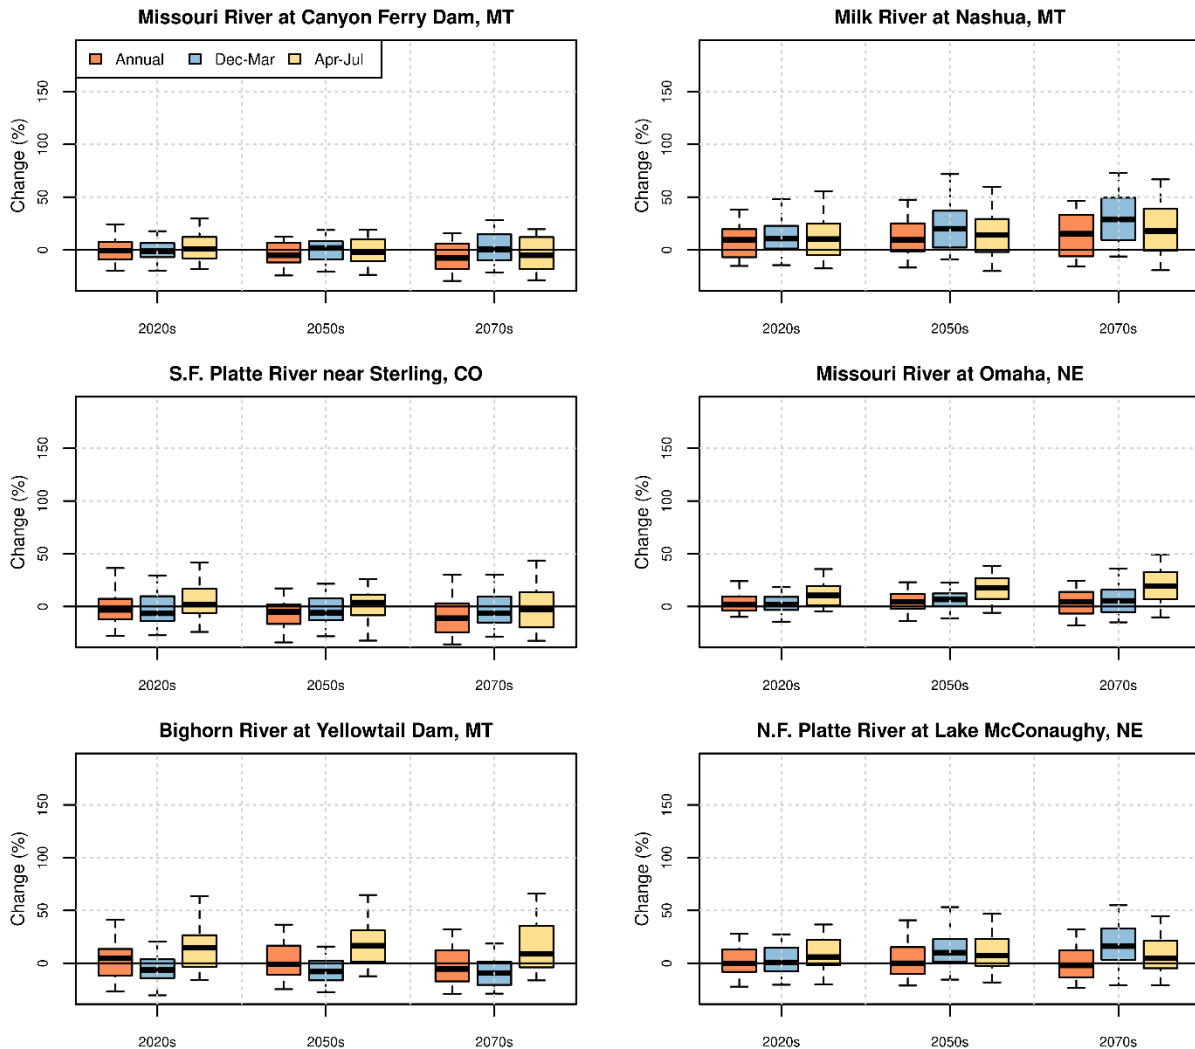 Missouri River at Canyon Ferry Dam, MT
Annual Dec-Mar Apr-Jul
Change (%)
150
100
50
0
2020s 2050s 2070s
Milk River at Nashua, MT
Change (%)
150
100
50
0
2020s 2050s 2070s
S.F. Platte River near Sterling, CO
Change (%)
150
100
50
0
2020s 2050s 2070s
Missouri River at Omaha, NE
Change (%)
150
100
50
0
2020s 2050s 2070s
Bighorn River at Yellowtail Dam, MT
Change (%)
150
100
50
0
2020s 2050s 2070s
N.F. Platte River at Lake McConaughy, NE
Change (%)
150
100
50
0
2020s 2050s 2070s